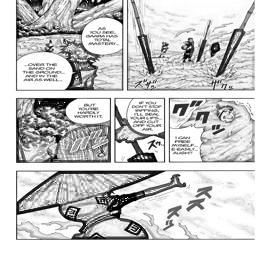 AS
YOU SEE,
GAARA HAS
TOTAL
MASTERY...
...OVER THE
SAND ON
THE GROUND...
AND IN THE
AIR AS WELL...
BUT
YOU'RE
HARDLY
WORTH IT.
IF YOU
DON'T STOP
YIPPING,
I'LL SEAL
YOUR LIPS...
AND CUT
OFF YOUR
AIR.
I CAN
FREE
MYSELF...
E-EASILY...
AUGH!!